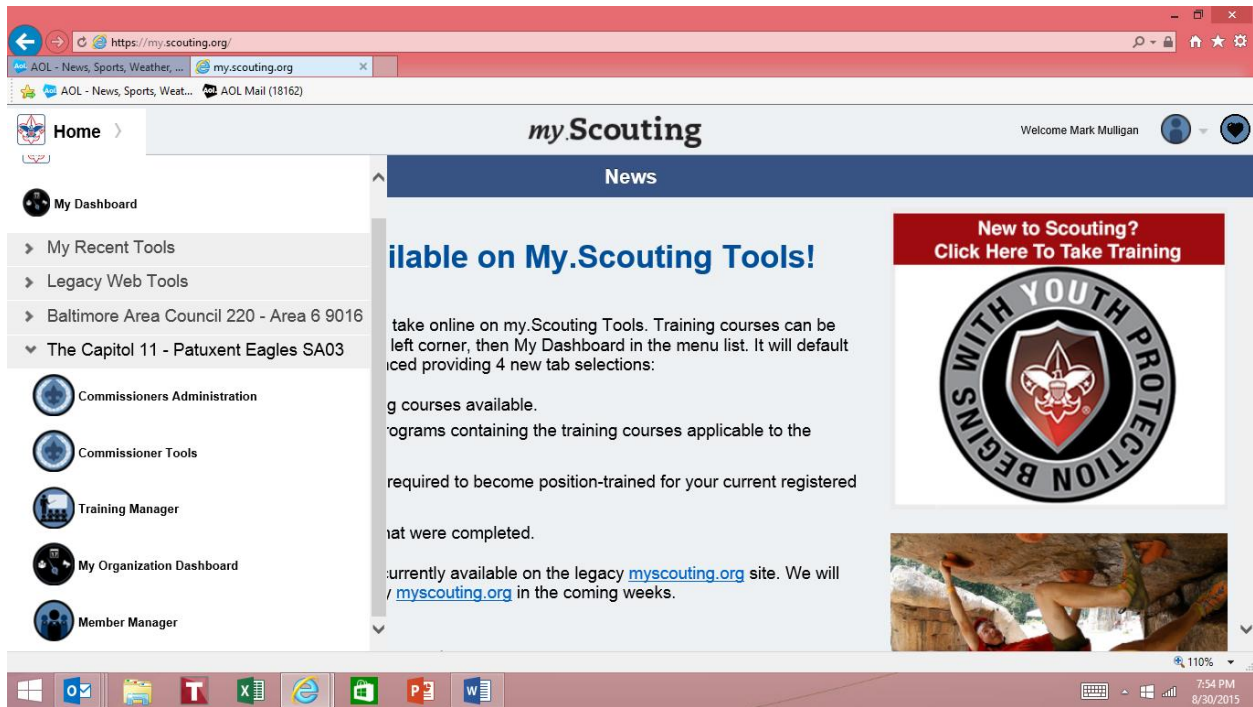 https://my.scouting.org/
AOL - News, Sports, Weather, ...
my.scouting.org
AOL - News, Sports, Weat...
AOL Mail (18162)
Home
my.Scouting
Welcome Mark Mulligan
News
My Dashboard
My Recent Tools
Legacy Web Tools
Baltimore Area Council 220 - Area 6 9016
The Capitol 11 - Patuxent Eagles SA03
Commissioners Administration
Commissioner Tools
Training Manager
My Organization Dashboard
Member Manager
ilable on My.Scouting Tools!
take online on my.Scouting Tools. Training courses can be
left corner, then My Dashboard in the menu list. It will default
ced providing 4 new tab selections:
g courses available.
ograms containing the training courses applicable to the
required to become position-trained for your current registered
at were completed.
urrently available on the legacy myscouting.org site. We will
myscouting.org in the coming weeks.
New to Scouting?
Click Here To Take Training
YOUTH PROTECTION
BEGINS WITH
NOW
110%
7:54 PM
8/30/2015